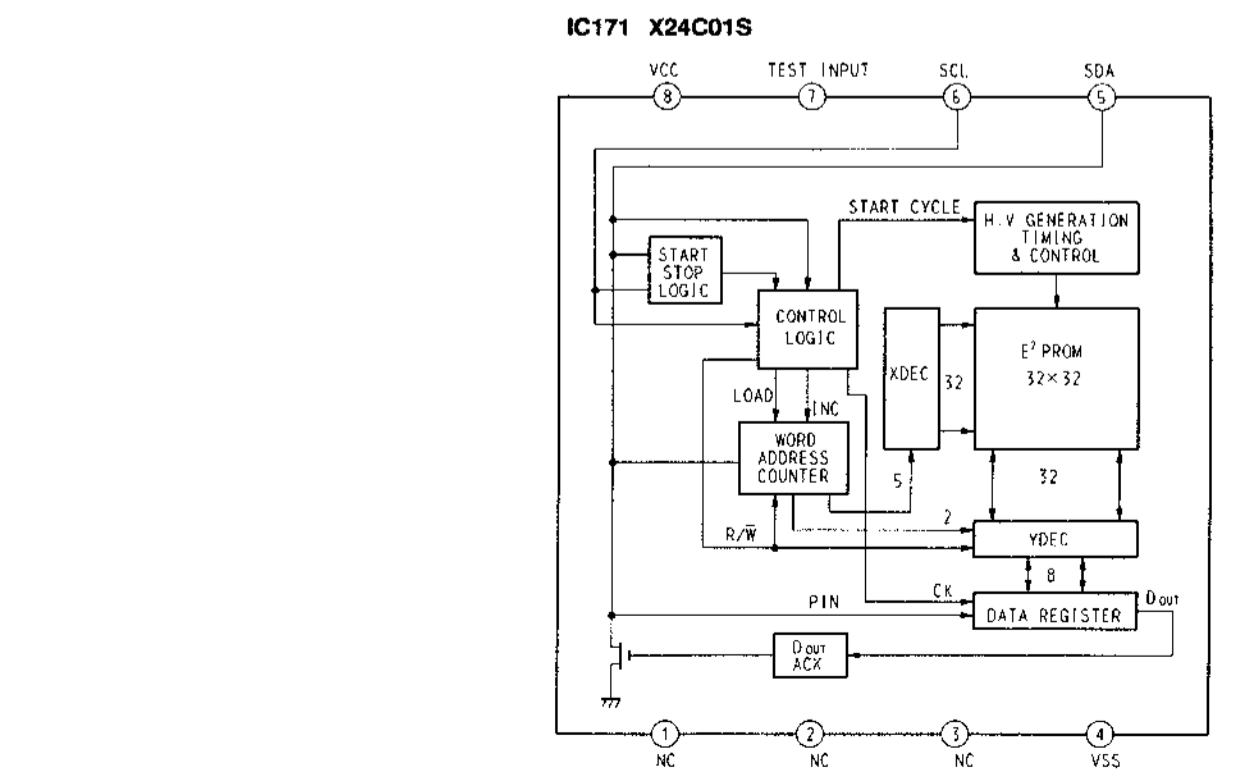 IC171 X24C01S
VCC
TEST INPUT
SCL
SDA
8
7
6
5
START CYCLE
H.V GENERATION
TIMING
& CONTROL
START
STOP
LOGIC
CONTROL
LOGIC
XDEC
32
E² PROM
32×32
LOAD
INC
WORD
ADDRESS
COUNTER
5
32
2
R/W̅
YDEC
8
CK
PIN
DATA REGISTER
DOUT
DOUT
ACK
1
2
3
4
NC
NC
NC
VSS